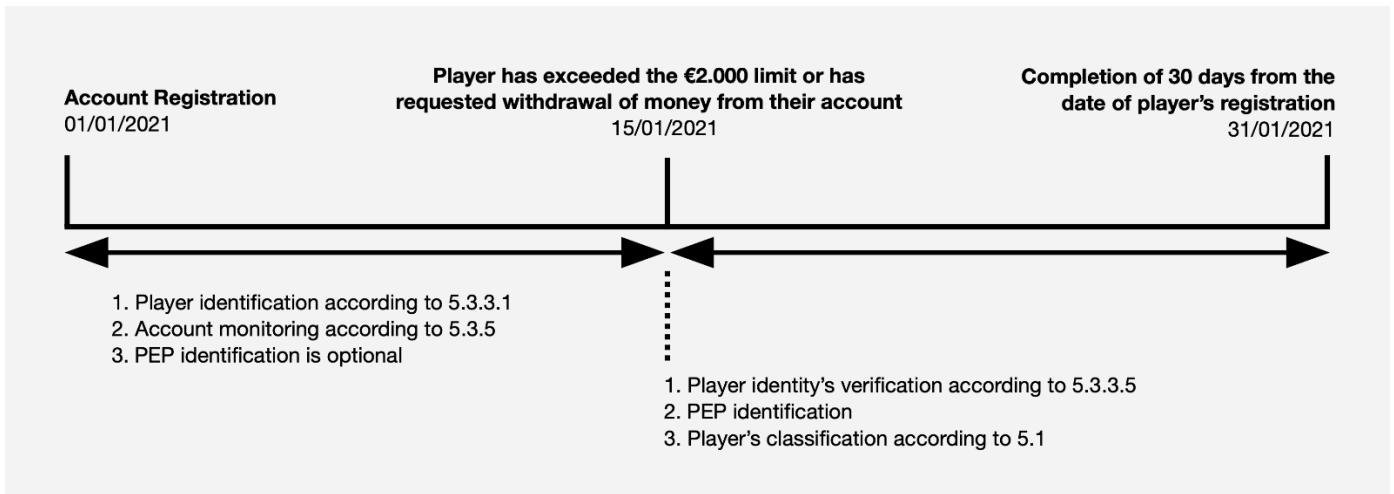 Account Registration
01/01/2021
Player has exceeded the €2.000 limit or has
requested withdrawal of money from their account
15/01/2021
Completion of 30 days from the
date of player's registration
31/01/2021
1. Player identification according to 5.3.3.1
2. Account monitoring according to 5.3.5
3. PEP identification is optional
1. Player identity's verification according to 5.3.3.5
2. PEP identification
3. Player's classification according to 5.1